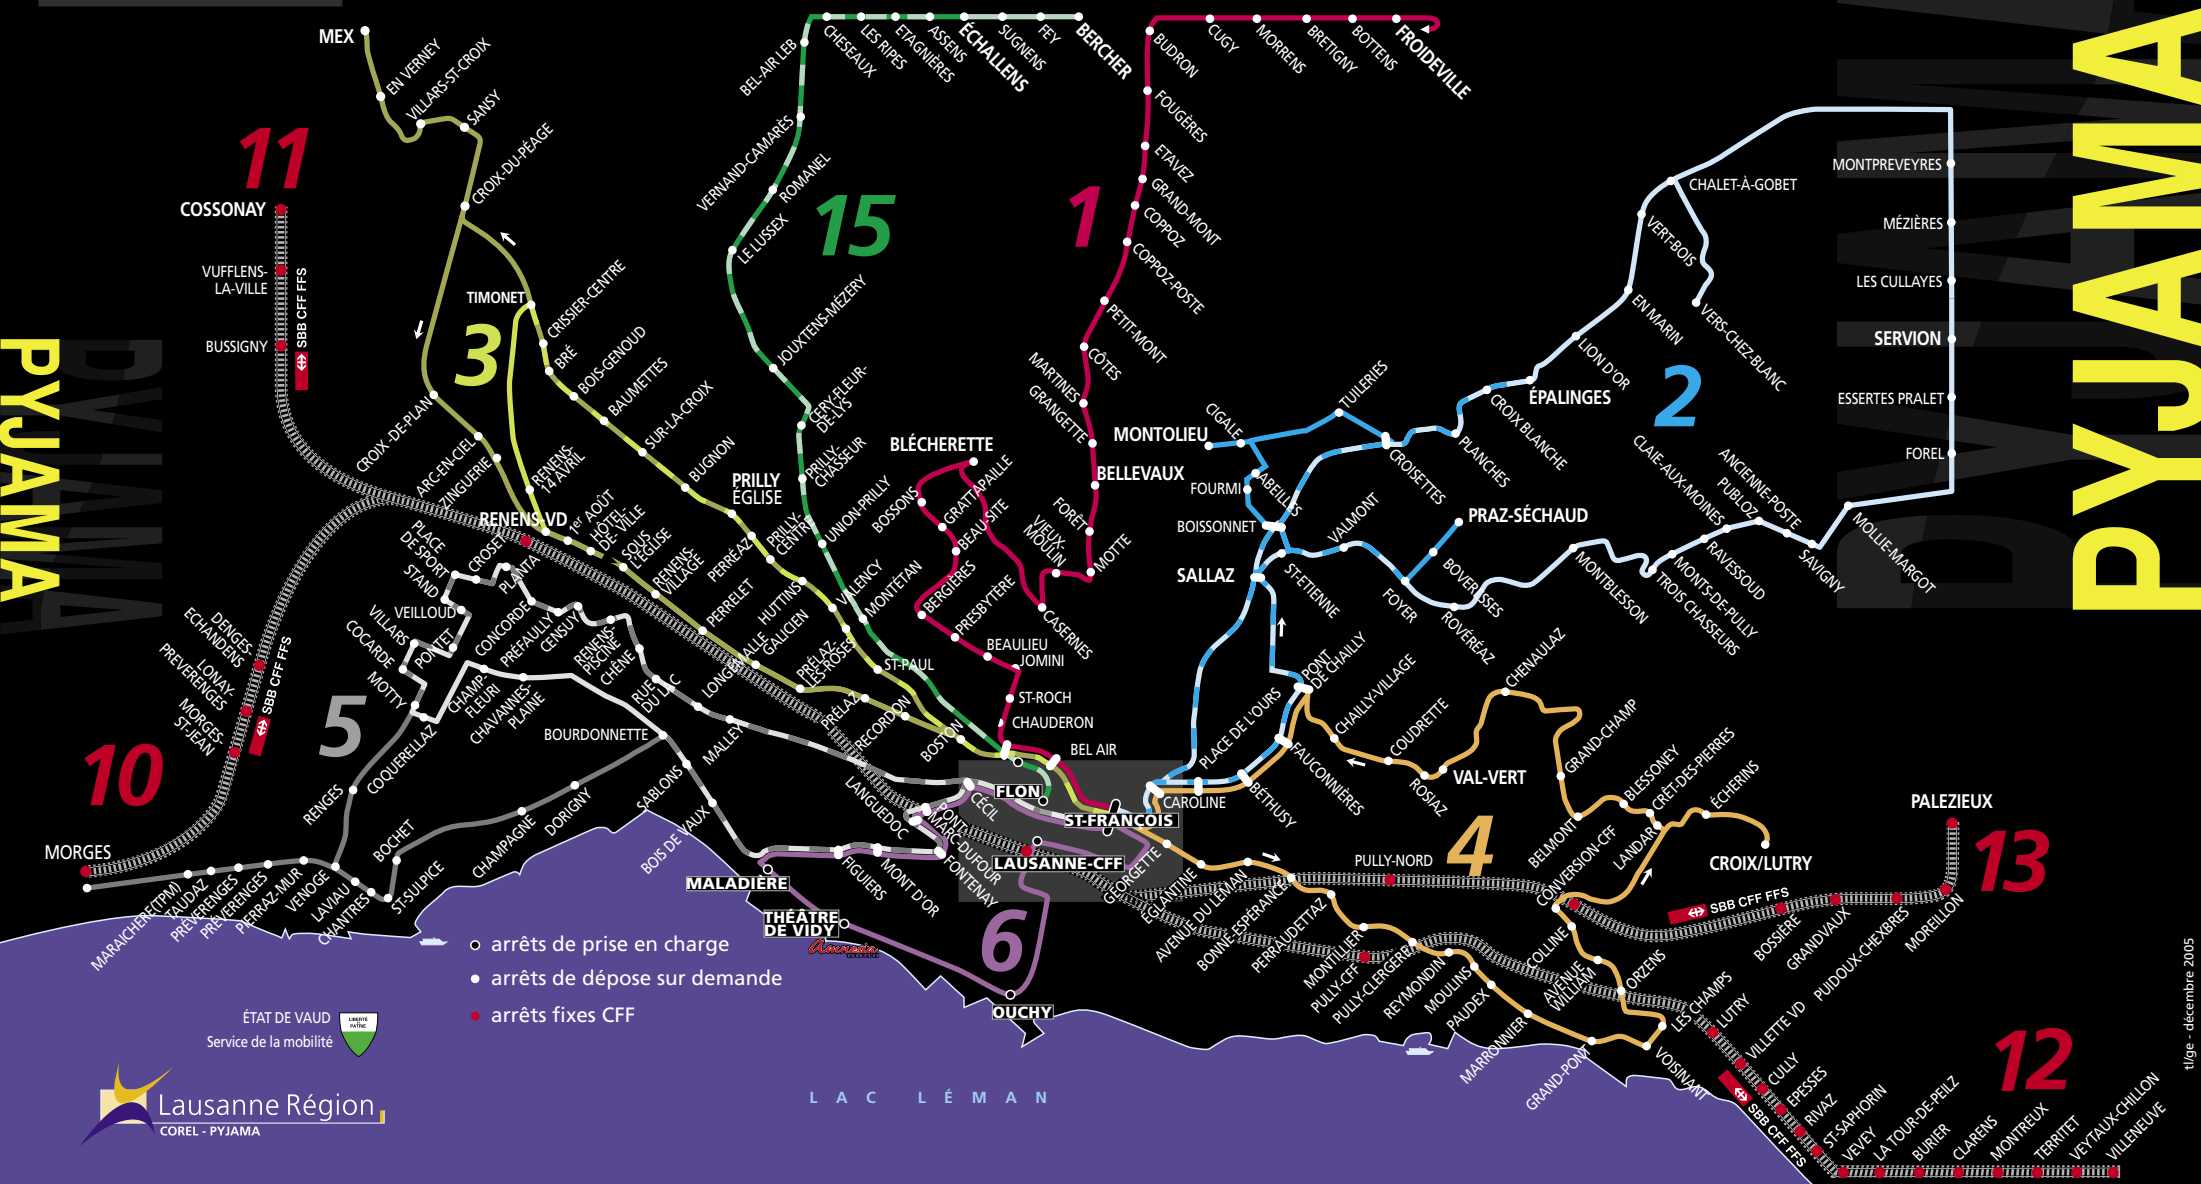 PYJAMA
PYJAMA
MEX
EN VERNEY
VILLARS-ST-CROIX
SANSY
CROIX-DU-PÉAGE
11
COSSONAY
VUFFLENS-
LA-VILLE
BUSSIGNY
SBB CFF FFS
TIMONET
3
CRISSIER-CENTRE
BRÉ
BOIS-GENOUD
BAUMETTES
SUR-LA-CROIX
BUGNON
PRILLY
ÉGLISE
PERRÉAZ
PRILLY-
CENTRE
HUTTINS
GALICIEN
VALENCY
MONTÉTAN
PRÉLAZ-
LES-ROSES
ST-PAUL
PRÉLAZ
RECORDON
BOSTON
CROIX-DE-PLAN
ARC-EN-CIEL
ZINGUERIE
RENENS-
14 AVRIL
RENENS-VD
1er AOÛT
HÔTEL-
DE-VILLE
SOUS
L'ÉGLISE
RENENS-
VILLAGE
PERRELET
LONGEMALLE
15
BEL-AIR LEB
CHESEAUX
LES RIPES
ETAGNIÈRES
ASSENS
ÉCHALLENS
SUGNENS
FEY
BERCHER
VERNAND-CAMARÈS
ROMANEL
LE LUSSEX
JOUXTENS-MÉZERY
CERY-FLEUR-
DE-LYS
PRILLY-
CHASSEUR
UNION-PRILLY
1
BUDRON
CUGY
MORRENS
BRETIGNY
BOTTENS
FROIDEVILLE
FOUGÈRES
ETAVEZ
GRAND-MONT
COPPOZ
COPPOZ-POSTE
PETIT-MONT
CÔTES
MARTINES
GRANGETTE
BELLEVAUX
FORÊT
MOTTE
VIEUX-
MOULIN
CASERNES
BLÉCHERETTE
GRATTAPAILLE
BOSSONS
BEAU-SITE
BERGIÈRES
PRESBYTÈRE
BEAULIEU
JOMINI
ST-ROCH
CHAUDERON
BEL AIR
2
MONTOLIEU
CIGALE
TUILERIES
FOURMI
ABEILLES
BOISSONNET
SALLAZ
ST-ETIENNE
VALMONT
CROISETTES
PLANCHES
CROIX BLANCHE
ÉPALINGES
LION D'OR
EN MARIN
VERT-BOIS
CHALET-À-GOBET
VERS-CHEZ-BLANC
MONTPREVEYRES
MÉZIÈRES
LES CULLAYES
SERVION
ESSERTES PRALET
FOREL
MOLLIE-MARGOT
SAVIGNY
ANCIENNE-POSTE
PUBLOZ
CLAIE-AUX-MOINES
RAVESSOUD
MONTS-DE-PULLY
TROIS CHASSEURS
MONTBLESSON
PRAZ-SÉCHAUD
BOVERESSES
FOYER
ROVÉRÉAZ
PONT
DE CHAILLY
PLACE DE L'OURS
FAUCONNIÈRES
BÉTHUSY
CAROLINE
4
CHAILLY-VILLAGE
COUDRETTE
ROSIAZ
VAL-VERT
CHENAULAZ
GRAND-CHAMP
BELMONT
BLESSONEY
CRÊT-DES-PIERRES
ÉCHERINS
LANDAR
CROIX/LUTRY
CONVERSION-CFF
COLLINE
AVENUE
WILLIAM
ORZENS
LES CHAMPS
VOISINANT
GRAND-PONT
MARRONNIER
PAUDEX
MOULINS
REYMONDIN
PULLY-CLERGÈRE
PULLY-CFF
MONTILLIER
PERRAUDETTAZ
BONNE-ESPÉRANCE
AVENUE DU LÉMAN
EGLANTINE
GEORGETTE
PULLY-NORD
13
PALEZIEUX
MOREILLON
PUIDOUX-CHEXBRES
GRANDVAUX
BOSSIÈRE
SBB CFF FFS
12
LUTRY
VILLETTE VD
CULLY
EPESSES
RIVAZ
ST-SAPHORIN
VEVEY
LA TOUR-DE-PEILZ
BURIER
CLARENS
MONTREUX
TERRITET
VEYTAUX-CHILLON
VILLENEUVE
SBB CFF FFS
tl/ge - décembre 2005
5
PLACE
DE SPORT
STAND
CROSET
PLANTA
VEILLOUD
VILLARS
COCARDE
PONTET
MOTTY
CONCORDE
PRÉFAULLY
CENSUY
RENENS-
PISCINE
CHÊNE
RUE
DU LAC
CHAMP-
FLEURI
CHAVANNES-
PLAINE
COQUERELLAZ
BOURDONNETTE
MALLEY
SABLONS
BOIS DE VAUX
RENGES
BOCHET
CHAMPAGNE
DORIGNY
ST-SULPICE
CHANTRES
LAVIAU
VENOGE
PIERRAZ-MUR
PRÉVERENGES
PRÉVERENGES
TAUDAZ
MARAICHÈRE(TPM)
MORGES
10
DENGES-
ECHANDENS
LONAY-
PREVERENGES
MORGES-
ST-JEAN
SBB CFF FFS
LANGUEDOC
CÉCIL
PONT
MARC-DUFOUR
FONTENAY
MONT D'OR
FIGUIERS
FLON
ST-FRANÇOIS
LAUSANNE-CFF
6
MALADIÈRE
THÉÂTRE
DE VIDY
Amnesia
OUCHY
arrêts de prise en charge
arrêts de dépose sur demande
arrêts fixes CFF
ÉTAT DE VAUD
Service de la mobilité
LIBERTÉ
ET
PATRIE
Lausanne Région
COREL - PYJAMA
LAC LÉMAN